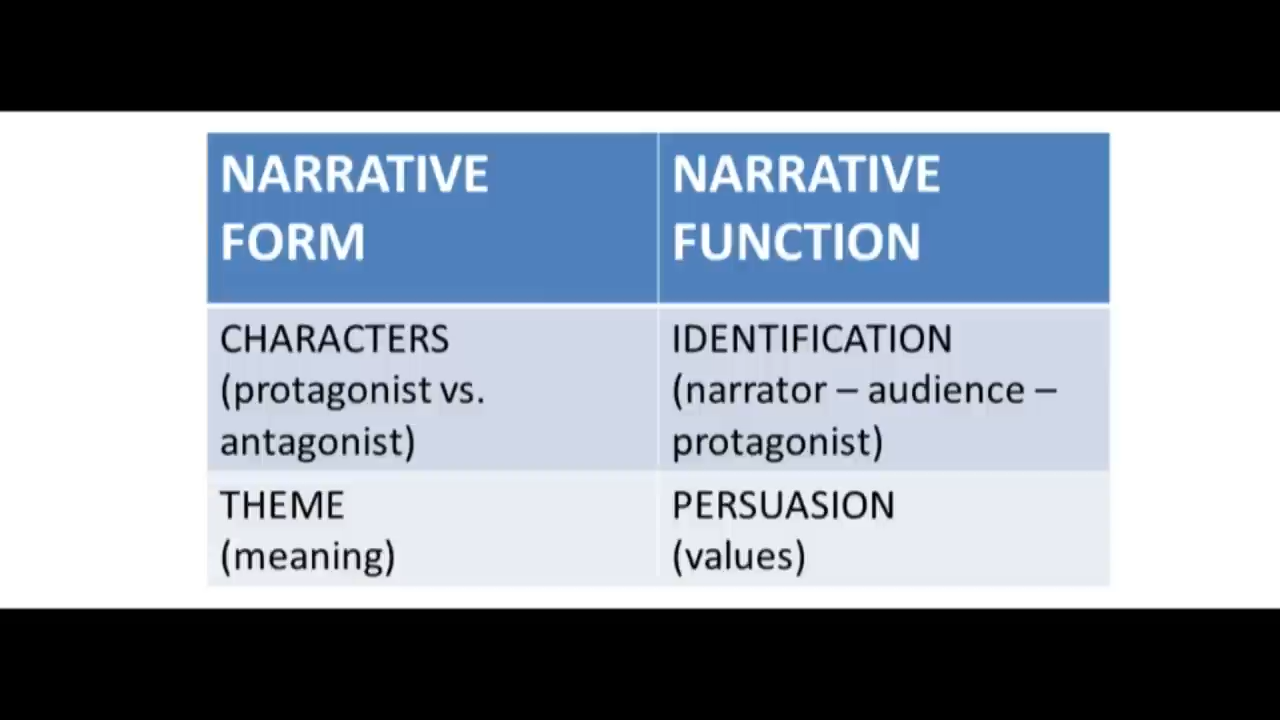 NARRATIVE
FORM
NARRATIVE
FUNCTION
CHARACTERS
(protagonist vs.
antagonist)
IDENTIFICATION
(narrator – audience –
protagonist)
THEME
(meaning)
PERSUASION
(values)